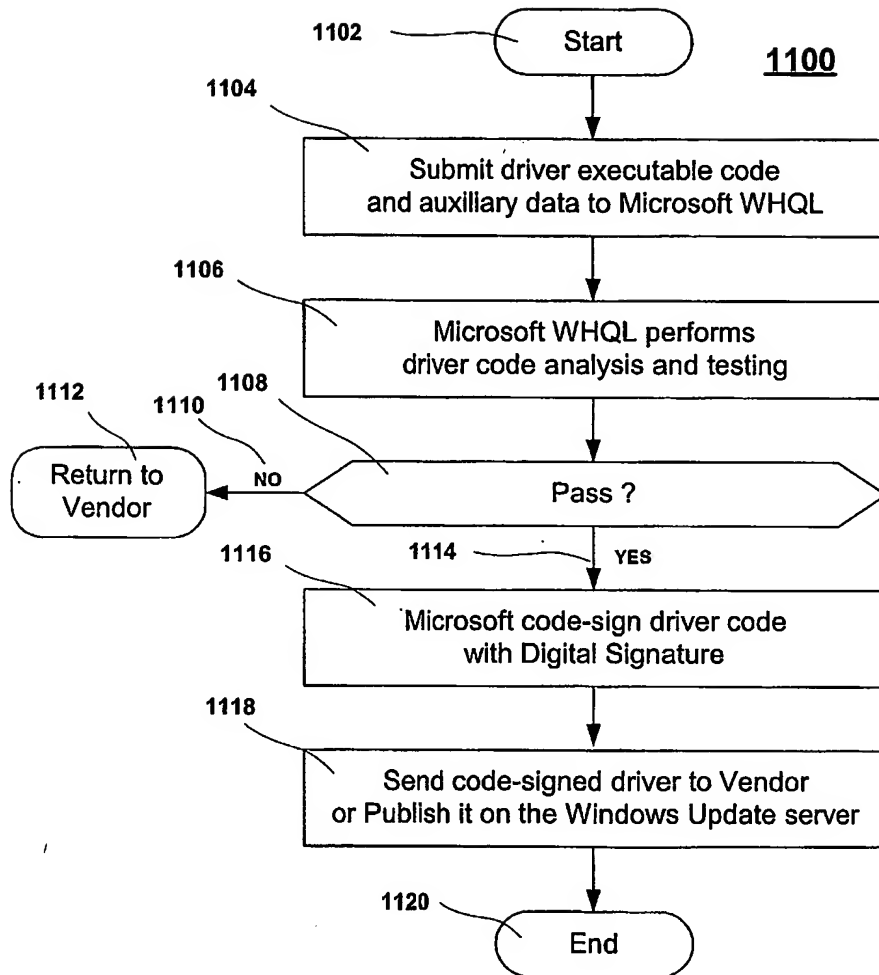 1102
Start
1100
1104
Submit driver executable code
and auxiliary data to Microsoft WHQL
1106
Microsoft WHQL performs
driver code analysis and testing
1112
1110
1108
Return to
Vendor
NO
Pass ?
1116
1114
YES
Microsoft code-sign driver code
with Digital Signature
1118
Send code-signed driver to Vendor
or Publish it on the Windows Update server
1120
End